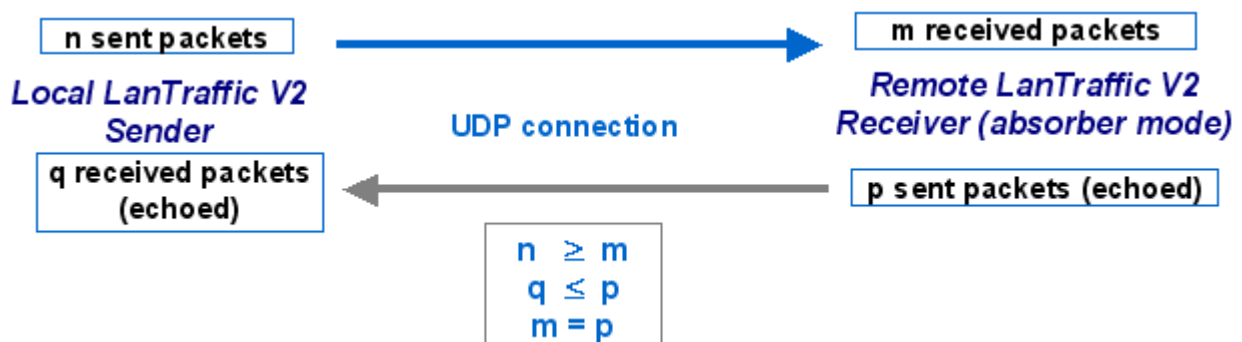 n sent packets
m received packets
Local LanTraffic V2
Sender
Remote LanTraffic V2
Receiver (absorber mode)
UDP connection
q received packets
(echoed)
p sent packets (echoed)
n ≥ m
q ≤ p
m = p